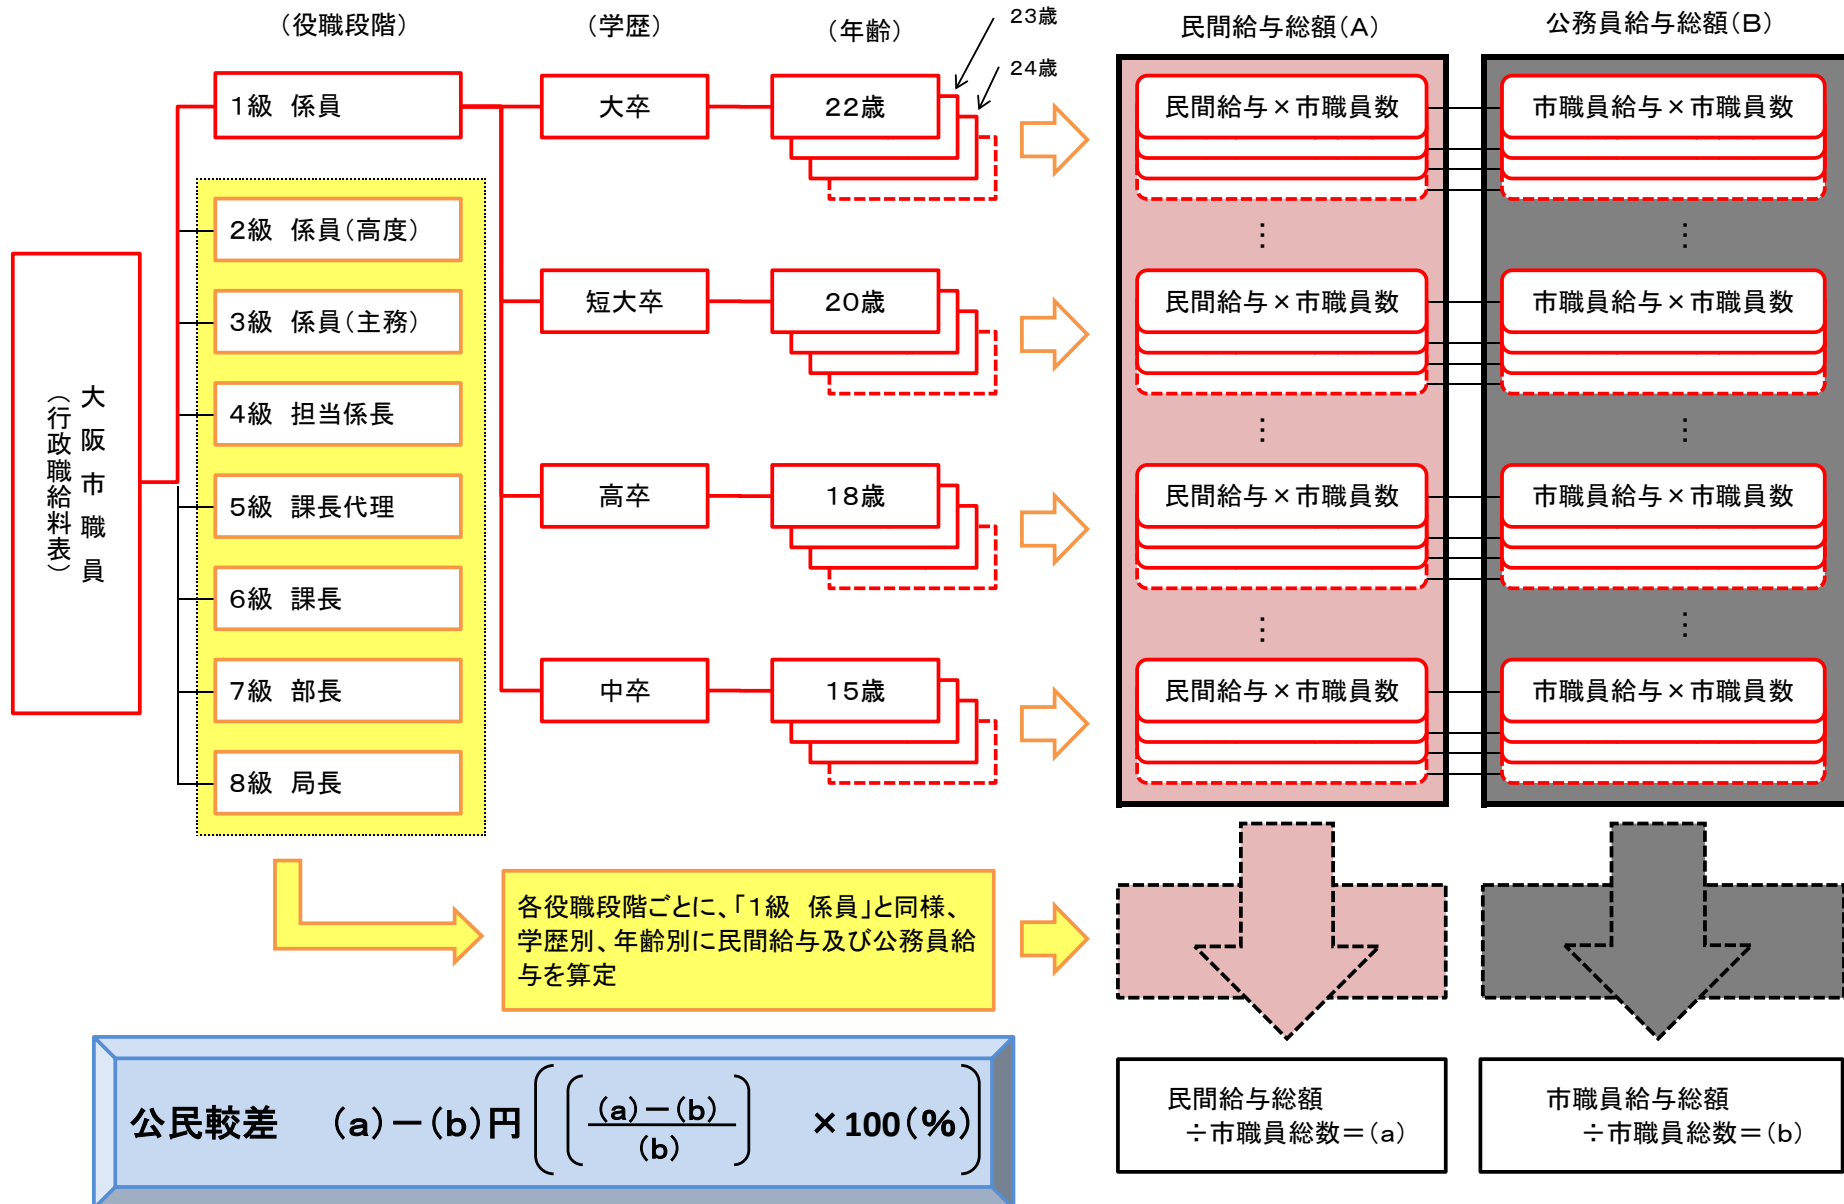 （役職段階）
（学歴）
（年齢）
23歳
24歳
民間給与総額（A）
公務員給与総額（B）
大阪市職員
（行政職給料表）
1級　係員
2級　係員（高度）
3級　係員（主務）
4級　担当係長
5級　課長代理
6級　課長
7級　部長
8級　局長
大卒
22歳
民間給与×市職員数
市職員給与×市職員数
⋮
⋮
短大卒
20歳
民間給与×市職員数
市職員給与×市職員数
⋮
⋮
高卒
18歳
民間給与×市職員数
市職員給与×市職員数
⋮
⋮
中卒
15歳
民間給与×市職員数
市職員給与×市職員数
各役職段階ごとに、「1級　係員」と同様、
学歴別、年齢別に民間給与及び公務員給
与を算定
公民較差　（a）－（b）円（（（a）－（b）/（b））×100（%））
民間給与総額
÷市職員総数＝（a）
市職員給与総額
÷市職員総数＝（b）